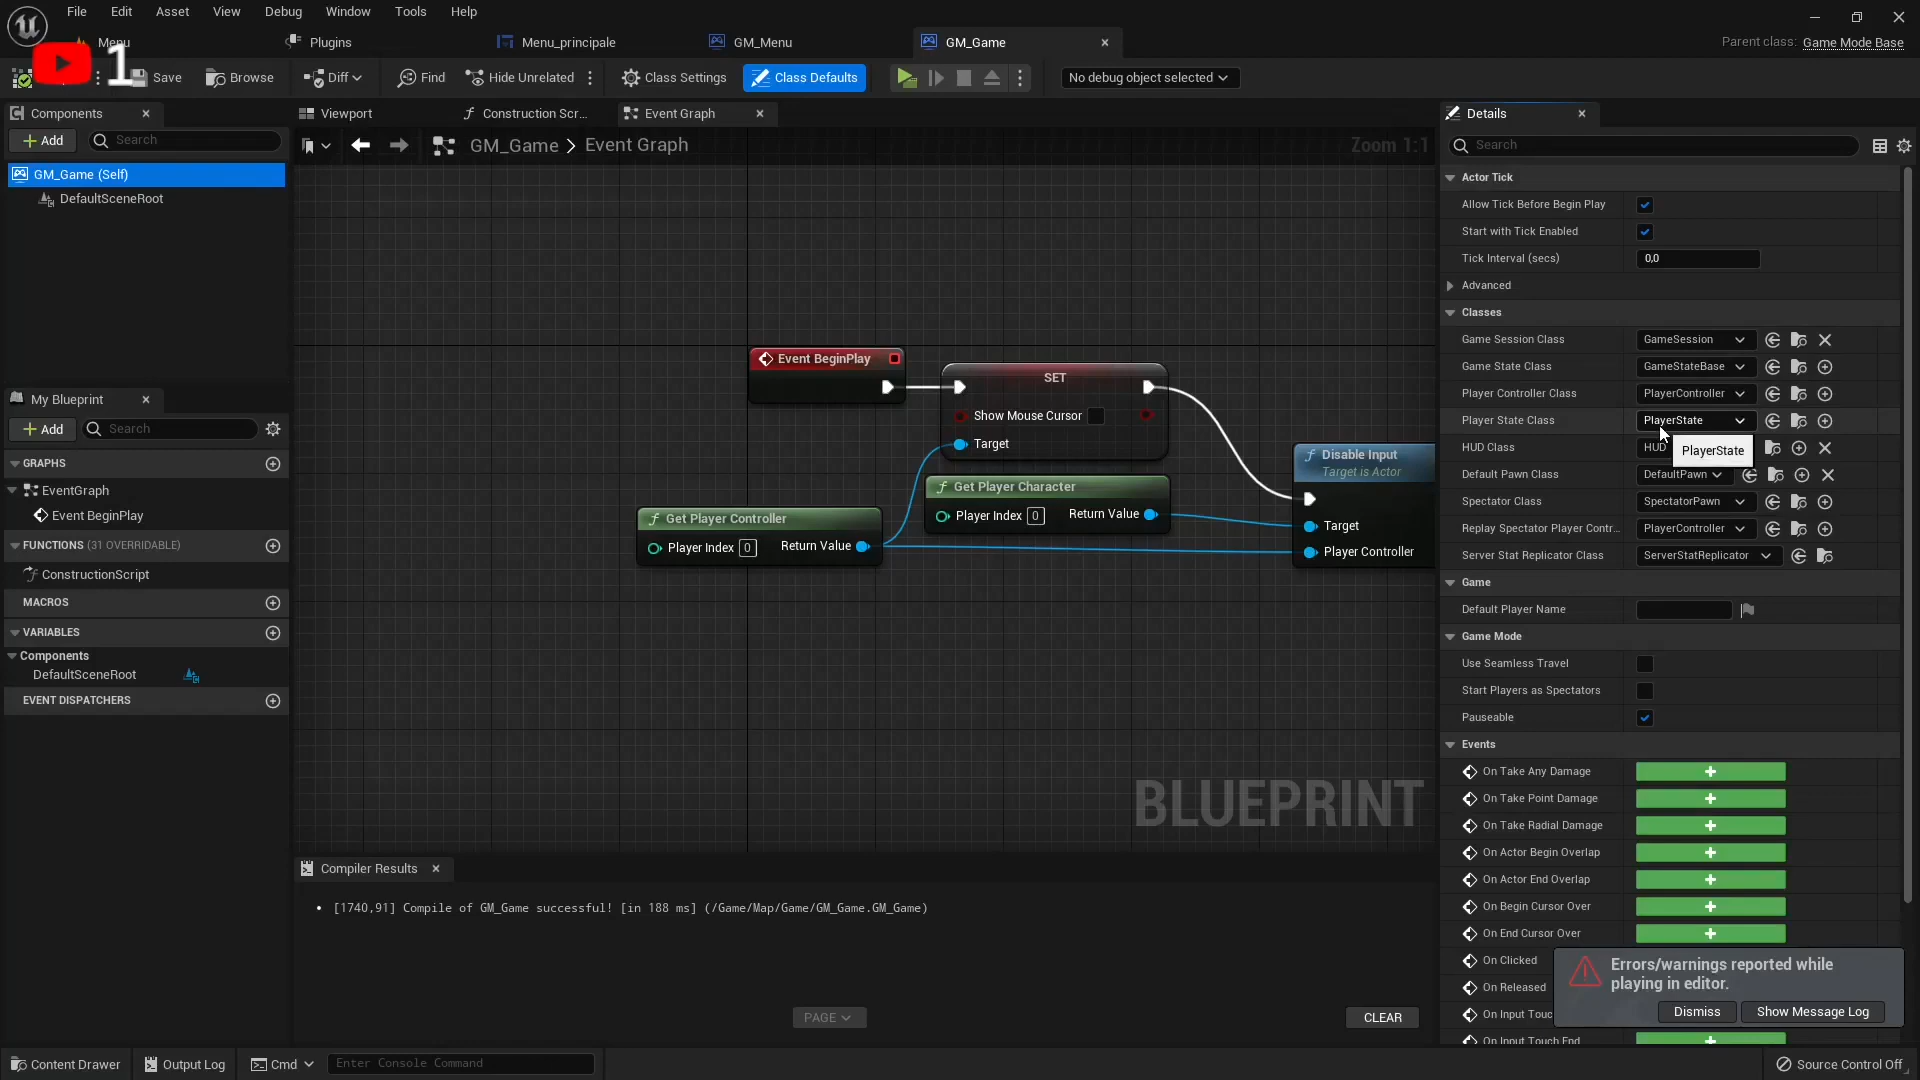 File Edit Asset View Debug Window Tools Help
Menu Plugins Menu_principale GM_Menu GM_Game
Parent class: Game Mode Base
1
Save Browse Diff Find Hide Unrelated Class Settings Class Defaults No debug object selected
Components
Add Search
GM_Game (Self)
DefaultSceneRoot
My Blueprint
Add Search
GRAPHS
EventGraph
Event BeginPlay
FUNCTIONS (31 OVERRIDABLE)
ConstructionScript
MACROS
VARIABLES
Components
DefaultSceneRoot
EVENT DISPATCHERS
Viewport Construction Scr... Event Graph
GM_Game > Event Graph Zoom 1:1
Event BeginPlay
SET
Show Mouse Cursor
Target
Get Player Character
Player Index 0 Return Value
Get Player Controller
Player Index 0 Return Value
Disable Input
Target is Actor
Target
Player Controller
BLUEPRINT
Compiler Results
• [1740,91] Compile of GM_Game successful! [in 188 ms] (/Game/Map/Game/GM_Game.GM_Game)
PAGE CLEAR
Details
Search
Actor Tick
Allow Tick Before Begin Play
Start with Tick Enabled
Tick Interval (secs) 0,0
Advanced
Classes
Game Session Class GameSession
Game State Class GameStateBase
Player Controller Class PlayerController
Player State Class PlayerState
HUD Class HUD
PlayerState
Default Pawn Class DefaultPawn
Spectator Class SpectatorPawn
Replay Spectator Player Contr... PlayerController
Server Stat Replicator Class ServerStatReplicator
Game
Default Player Name
Game Mode
Use Seamless Travel
Start Players as Spectators
Pauseable
Events
On Take Any Damage
On Take Point Damage
On Take Radial Damage
On Actor Begin Overlap
On Actor End Overlap
On Begin Cursor Over
On End Cursor Over
On Clicked
On Released
On Input Touc
On Input Touch End
Errors/warnings reported while
playing in editor.
Dismiss Show Message Log
Content Drawer Output Log Cmd Enter Console Command Source Control Off